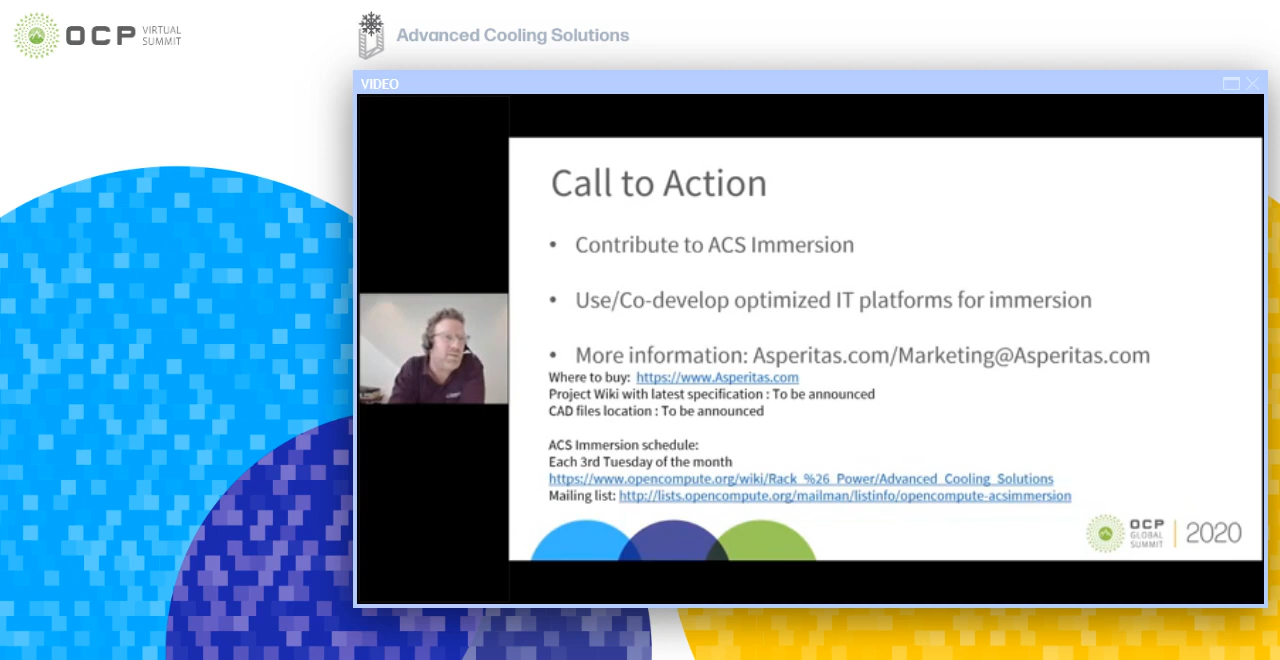 OCP VIRTUAL SUMMIT
Advanced Cooling Solutions
VIDEO
Call to Action
• Contribute to ACS Immersion
• Use/Co-develop optimized IT platforms for immersion
• More information: Asperitas.com/Marketing@Asperitas.com
Where to buy: https://www.Asperitas.com
Project Wiki with latest specification : To be announced
CAD files location : To be announced
ACS Immersion schedule:
Each 3rd Tuesday of the month
https://www.opencompute.org/wiki/Rack_%26_Power/Advanced_Cooling_Solutions
Mailing list: http://lists.opencompute.org/mailman/listinfo/opencompute-acsimmersion
OCP GLOBAL SUMMIT 2020